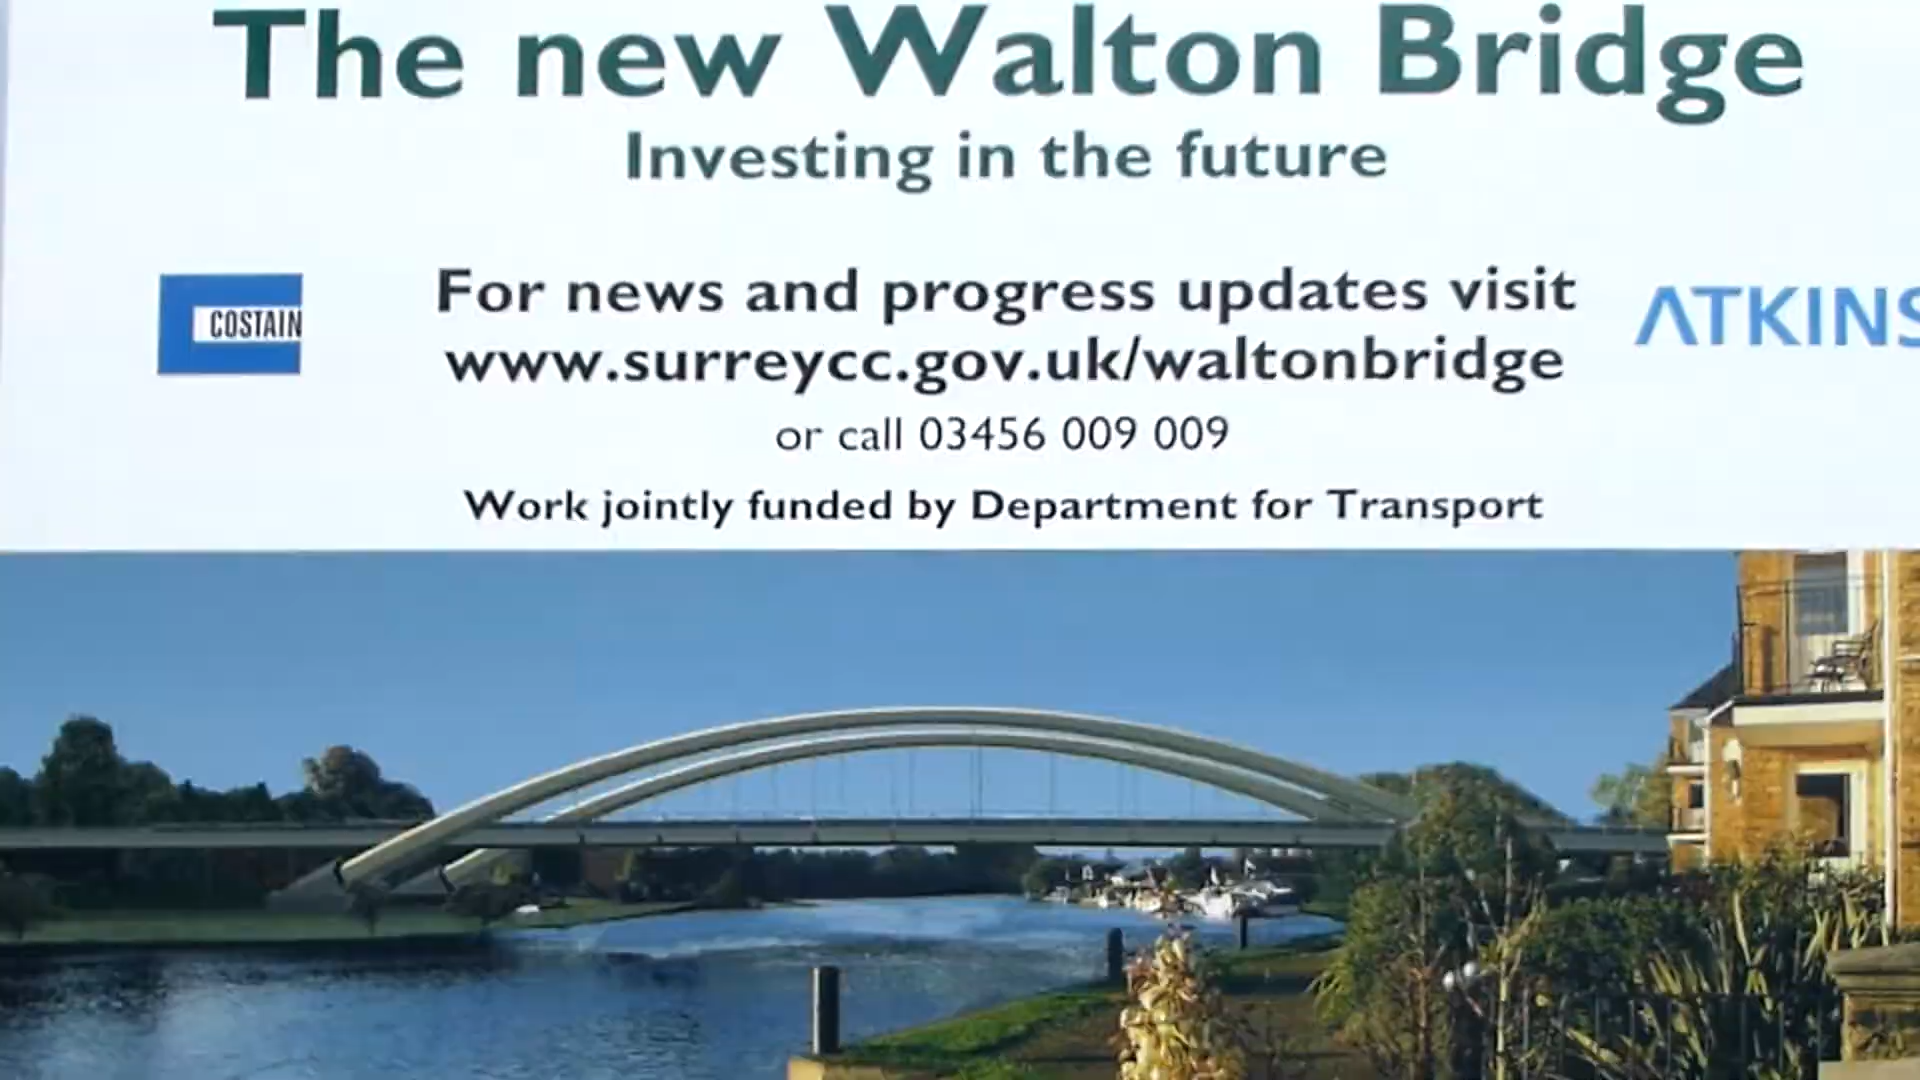 The new Walton Bridge
Investing in the future
COSTAIN
For news and progress updates visit
www.surreycc.gov.uk/waltonbridge
ATKINS
or call 03456 009 009
Work jointly funded by Department for Transport